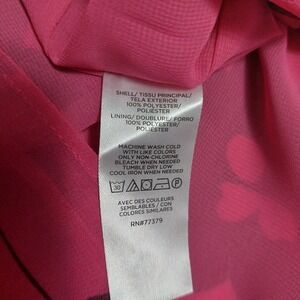 SHELL/ TISSU PRINCIPAL/
TELA EXTERIOR
100% POLYESTER/
POLIESTER
LINING/ DOUBLURE/ FORRO
100% POLYESTER/
POLIESTER
MACHINE WASH COLD
WITH LIKE COLORS
ONLY NON-CHLORINE
BLEACH WHEN NEEDED
TUMBLE DRY LOW
COOL IRON WHEN NEEDED
30 P
AVEC DES COULEURS
SEMBLABLES / CON
COLORES SIMILARES
RN#77379